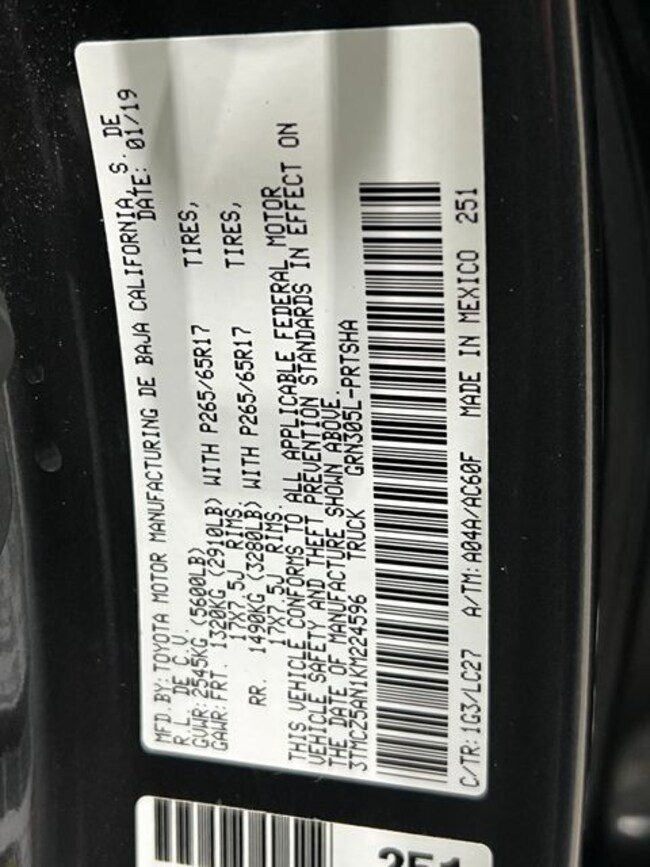 MFD.BY: TOYOTA MOTOR MANUFACTURING DE BAJA CALIFORNIA, S. DE
R.L. DE C.V. DATE: 01/19
GVWR: 2545KG (5600LB)
GAWR: FRT. 1320KG (2910LB) WITH P265/65R17 TIRES,
17X7.5J RIMS.
RR. 1490KG (3280LB) WITH P265/65R17 TIRES,
17X7.5J RIMS.
THIS VEHICLE CONFORMS TO ALL APPLICABLE FEDERAL MOTOR
VEHICLE SAFETY AND THEFT PREVENTION STANDARDS IN EFFECT ON
THE DATE OF MANUFACTURE SHOWN ABOVE.
3TMCZ5AN1KM224596 TRUCK GRN305L-PRTSHA
C/TR: 1G3/LC27 A/TM: A04A/AC60F MADE IN MEXICO 251
251